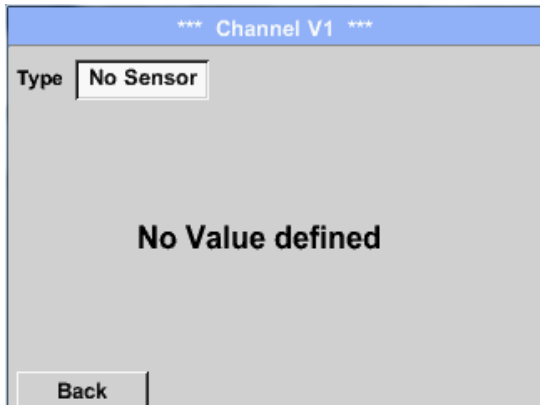 *** Channel V1 ***
Type No Sensor
No Value defined
Back